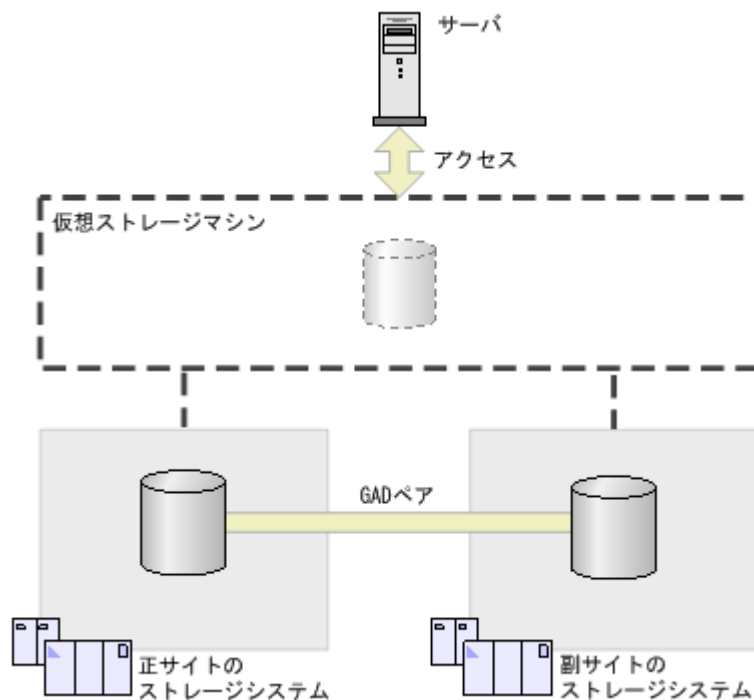 サーバ
アクセス
仮想ストレージマシン
GADペア
正サイトの
ストレージシステム
副サイトの
ストレージシステム